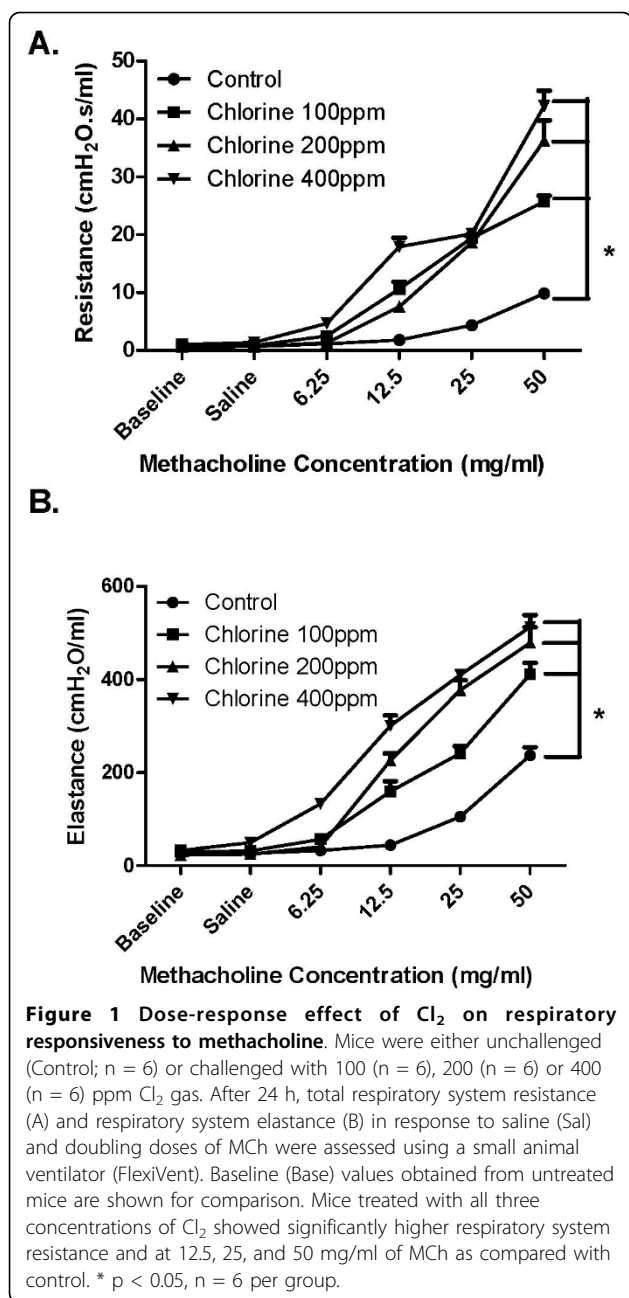 A.
50
40
30
20
10
0
Resistance (cmH₂O.s/ml)
Control
Chlorine 100ppm
Chlorine 200ppm
Chlorine 400ppm
*
Baseline
Saline
6.25
12.5
25
50
Methacholine Concentration (mg/ml)
B.
600
400
200
0
Elastance (cmH₂O/ml)
Control
Chlorine 100ppm
Chlorine 200ppm
Chlorine 400ppm
*
Baseline
Saline
6.25
12.5
25
50
Methacholine Concentration (mg/ml)
Figure 1 Dose-response effect of Cl₂ on respiratory
responsiveness to methacholine. Mice were either unchallenged
(Control; n = 6) or challenged with 100 (n = 6), 200 (n = 6) or 400
(n = 6) ppm Cl₂ gas. After 24 h, total respiratory system resistance
(A) and respiratory system elastance (B) in response to saline (Sal)
and doubling doses of MCh were assessed using a small animal
ventilator (FlexiVent). Baseline (Base) values obtained from untreated
mice are shown for comparison. Mice treated with all three
concentrations of Cl₂ showed significantly higher respiratory system
resistance and at 12.5, 25, and 50 mg/ml of MCh as compared with
control. * p < 0.05, n = 6 per group.